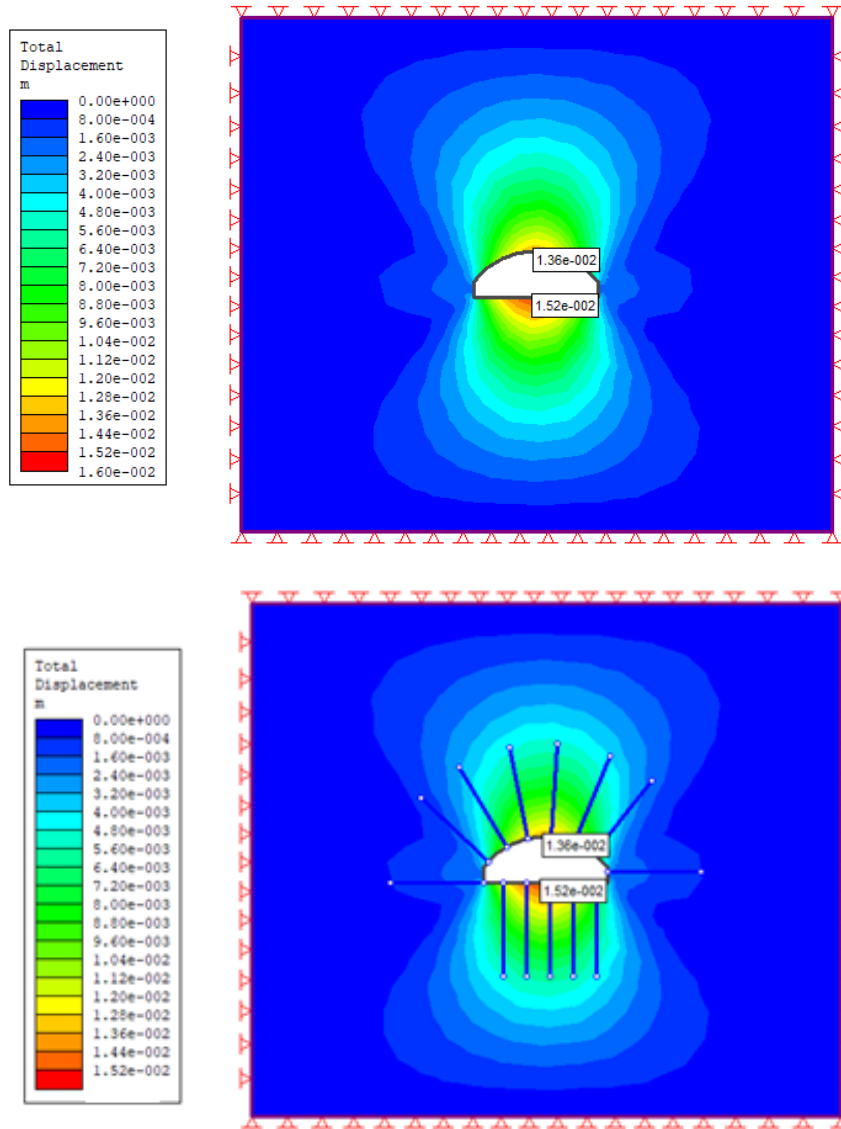 Total
Displacement
m
0.00e+000
8.00e-004
1.60e-003
2.40e-003
3.20e-003
4.00e-003
4.80e-003
5.60e-003
6.40e-003
7.20e-003
8.00e-003
8.80e-003
9.60e-003
1.04e-002
1.12e-002
1.20e-002
1.28e-002
1.36e-002
1.44e-002
1.52e-002
1.60e-002
1.36e-002
1.52e-002
Total
Displacement
m
0.00e+000
8.00e-004
1.60e-003
2.40e-003
3.20e-003
4.00e-003
4.80e-003
5.60e-003
6.40e-003
7.20e-003
8.00e-003
8.80e-003
9.60e-003
1.04e-002
1.12e-002
1.20e-002
1.28e-002
1.36e-002
1.44e-002
1.52e-002
1.36e-002
1.52e-002